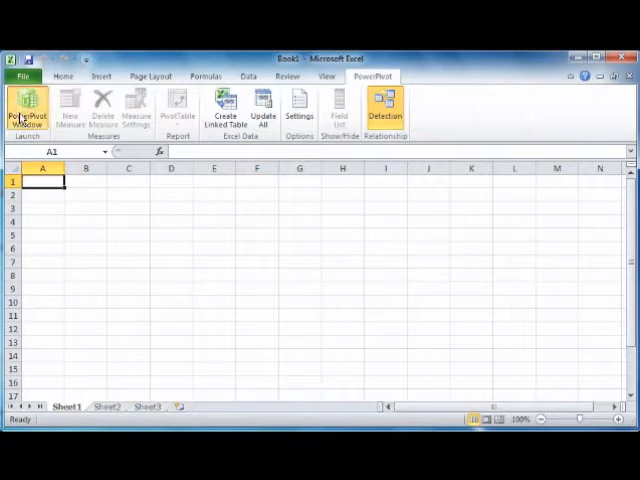 Book1 - Microsoft Excel
File Home Insert Page Layout Formulas Data Review View PowerPivot
PowerPivot Window
New Measure
Delete Measure
Measure Settings
PivotTable
Create Linked Table
Update All
Settings
Field List
Detection
Launch Measures Report Excel Data Options Show/Hide Relationship
A1 fx
A B C D E F G H I J K L M N
1
2
3
4
5
6
7
8
9
10
11
12
13
14
15
16
17
Sheet1 Sheet2 Sheet3
Ready 100%